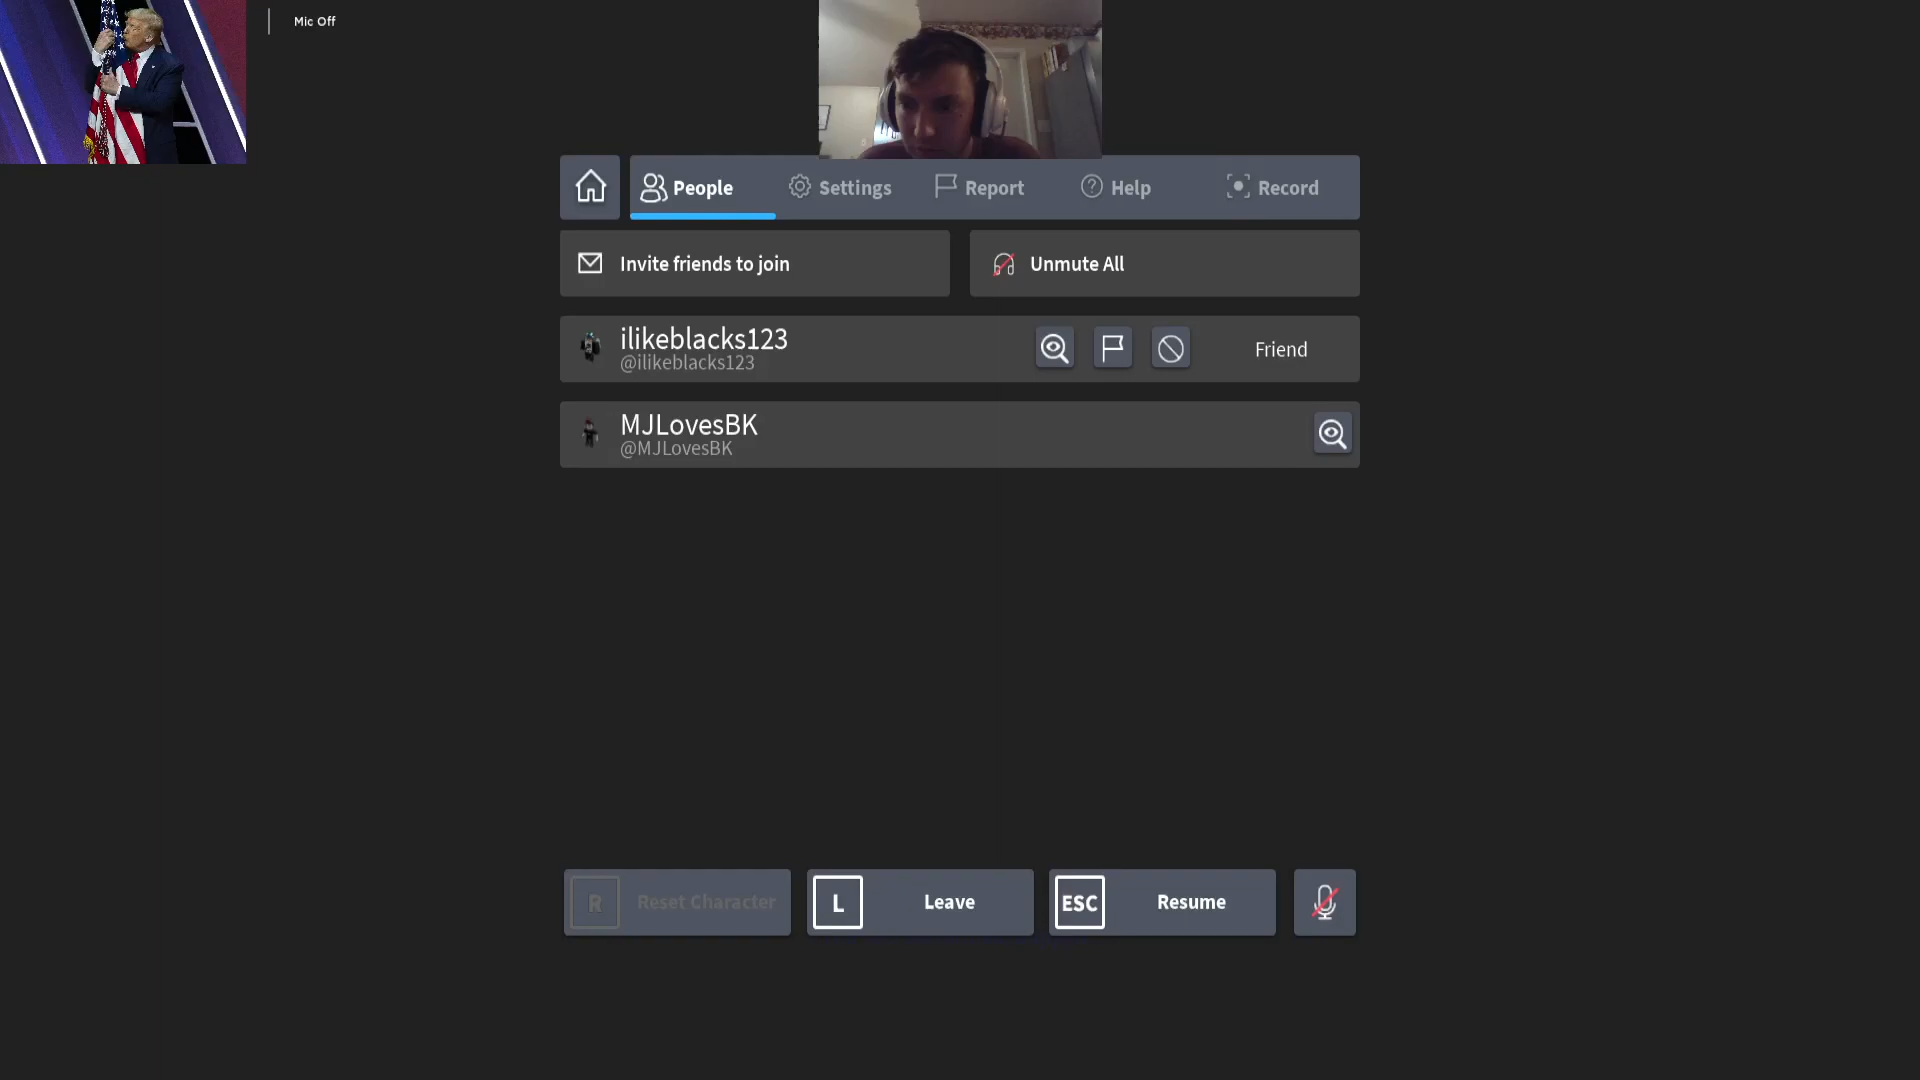 Mic Off
People
Settings
Report
Help
Record
Invite friends to join
Unmute All
ilikeblacks123
@ilikeblacks123
Friend
MJLovesBK
@MJLovesBK
R
Reset Character
L
Leave
ESC
Resume